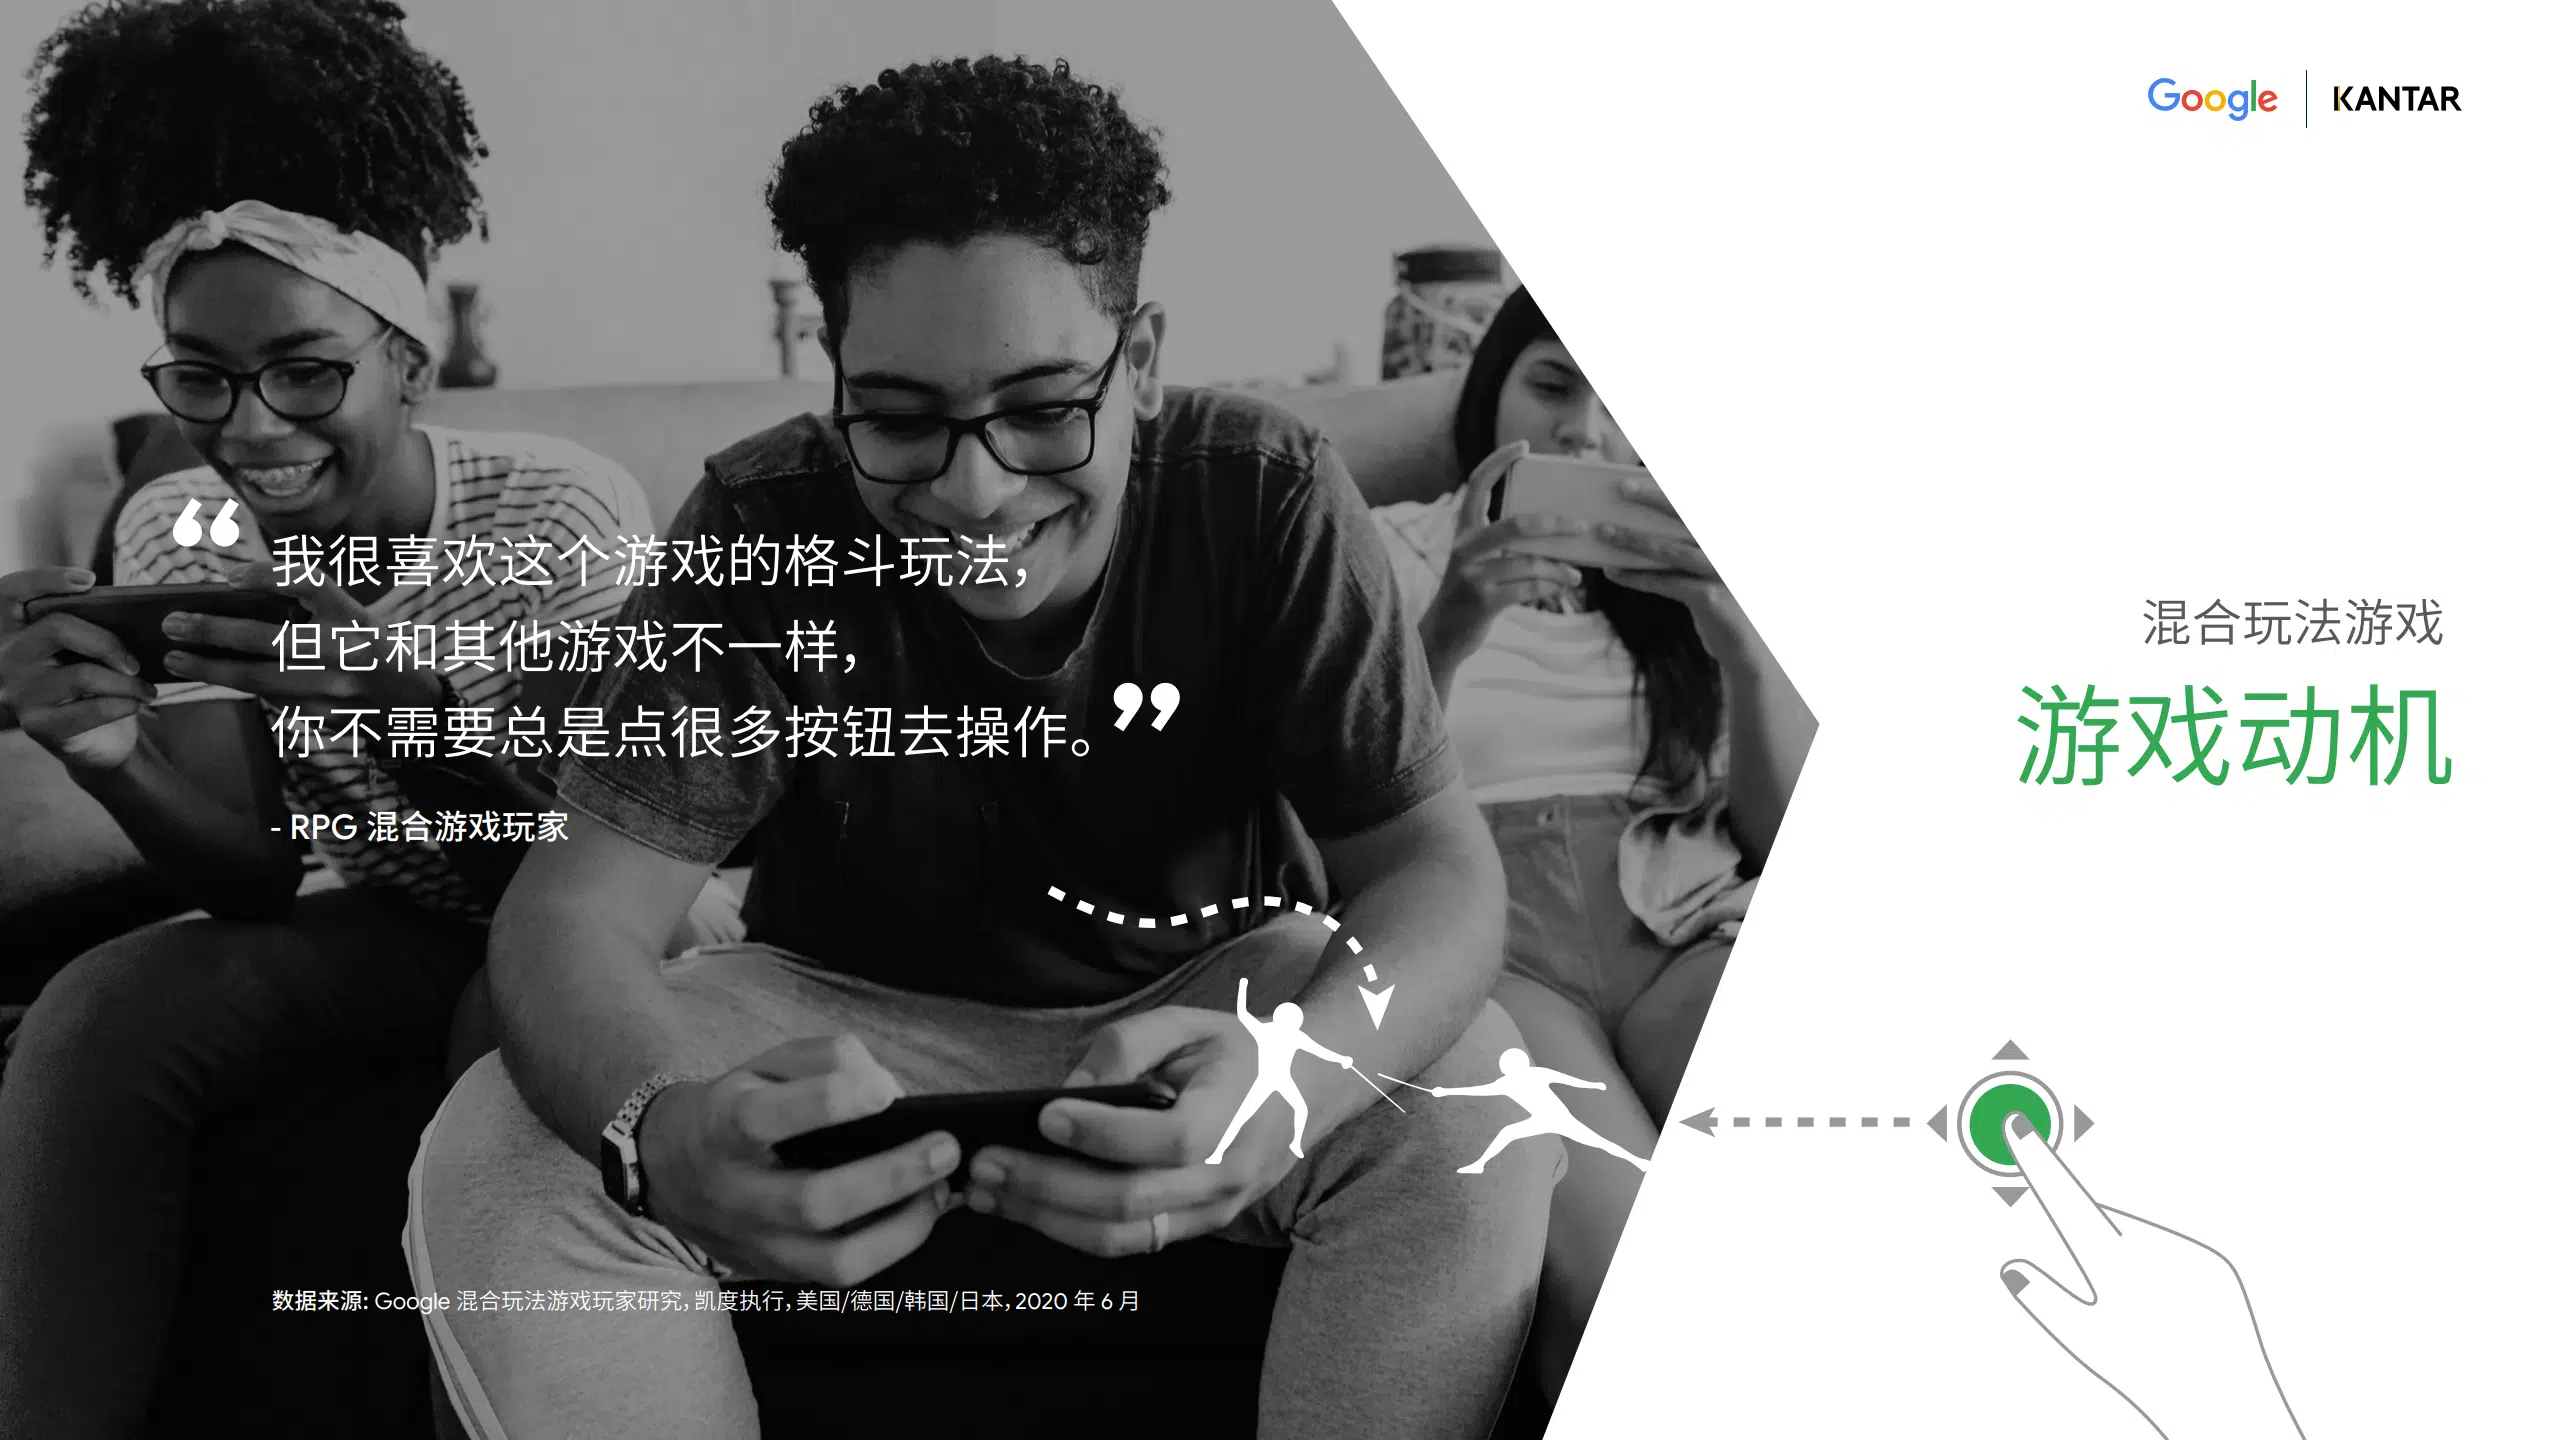 Google | KANTAR
“我很喜欢这个游戏的格斗玩法，
但它和其他游戏不一样，
你不需要总是点很多按钮去操作。”
- RPG 混合游戏玩家
混合玩法游戏
游戏动机
数据来源: Google 混合玩法游戏玩家研究，凯度执行，美国/德国/韩国/日本，2020 年 6 月